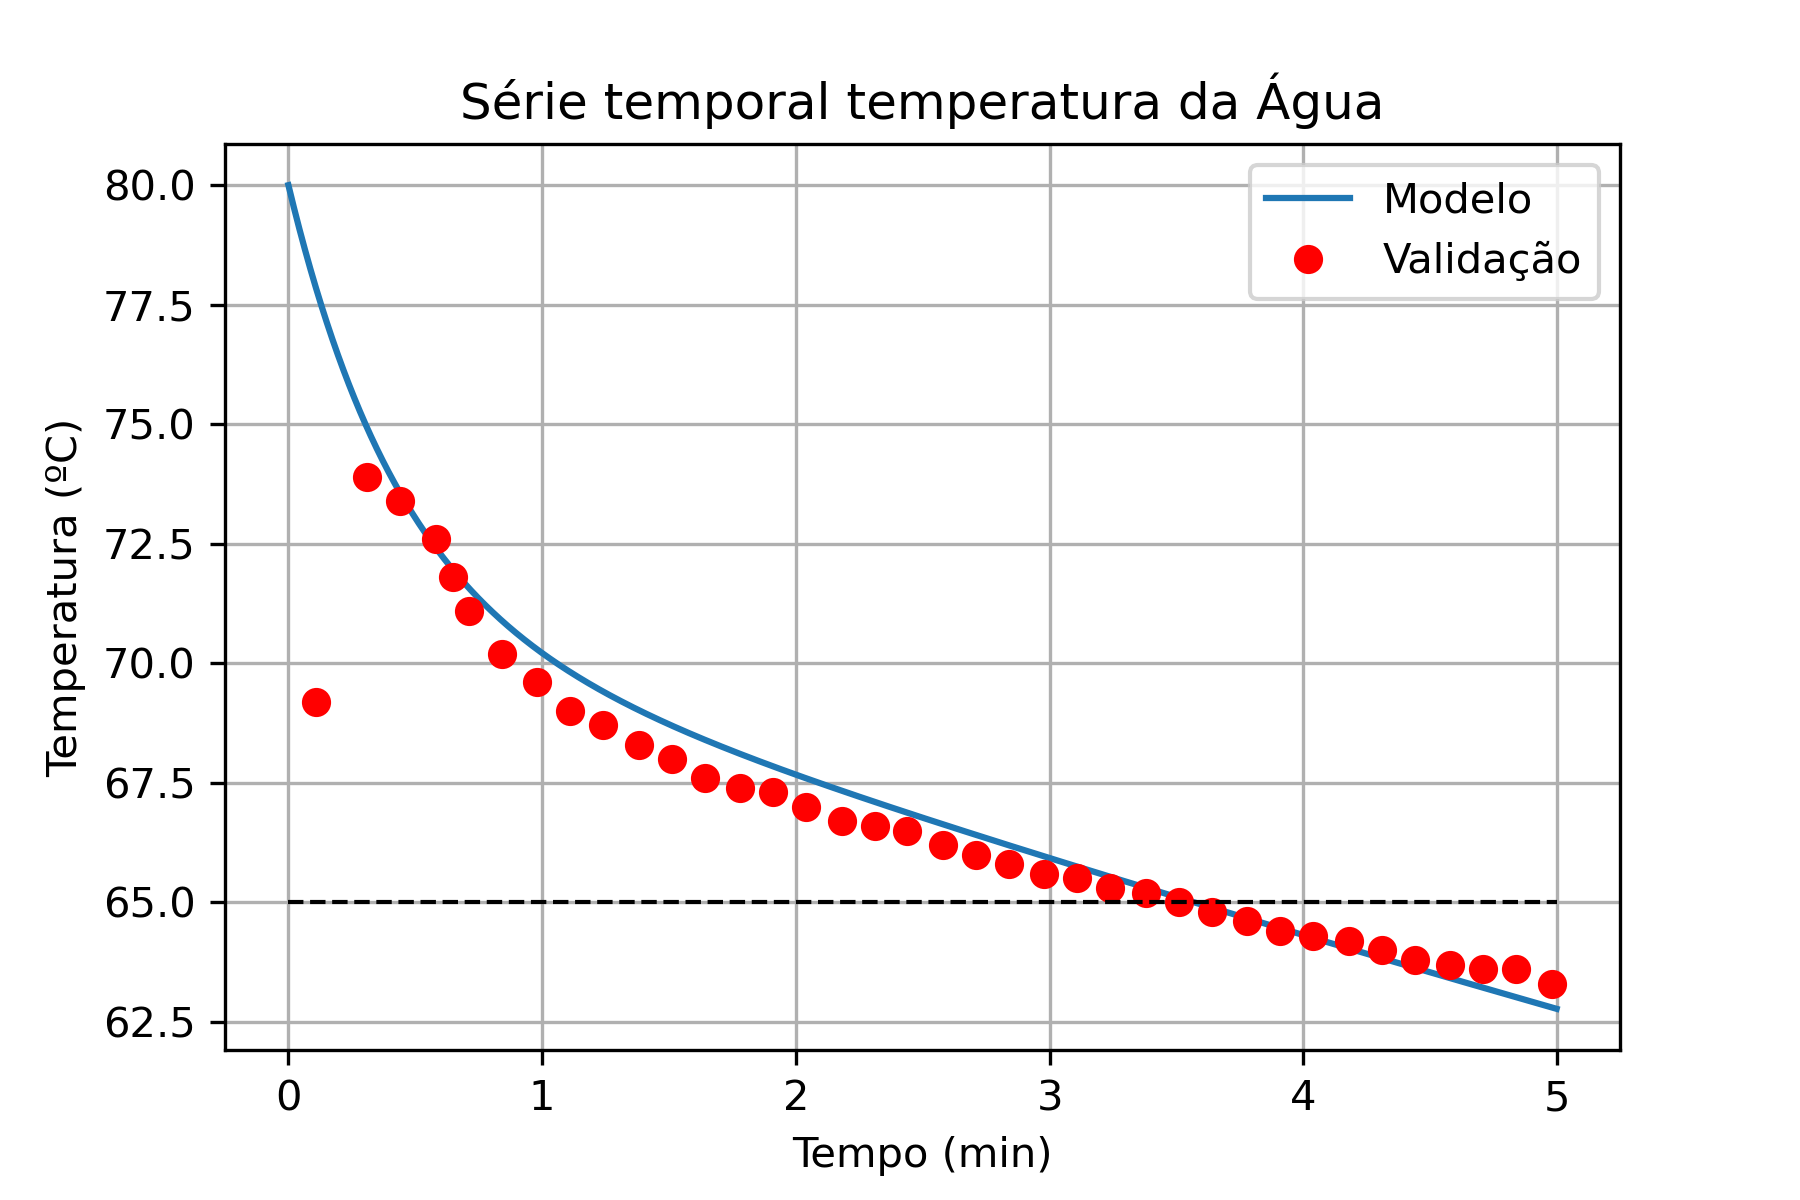 Série temporal temperatura da Água
Modelo
Validação
80.0
77.5
75.0
72.5
70.0
67.5
65.0
62.5
Temperatura (ºC)
0 1 2 3 4 5
Tempo (min)